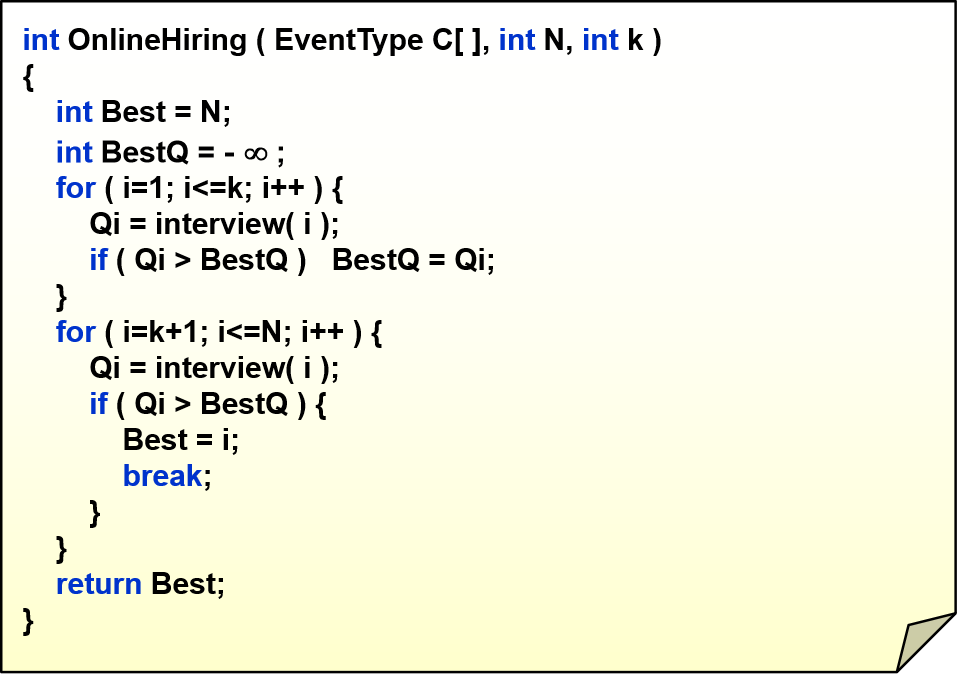 int OnlineHiring ( EventType C[ ], int N, int k )
{
int Best = N;
int BestQ = - ∞ ;
for ( i=1; i<=k; i++ ) {
Qi = interview( i );
if ( Qi > BestQ )   BestQ = Qi;
}
for ( i=k+1; i<=N; i++ ) {
Qi = interview( i );
if ( Qi > BestQ ) {
Best = i;
break;
}
}
return Best;
}